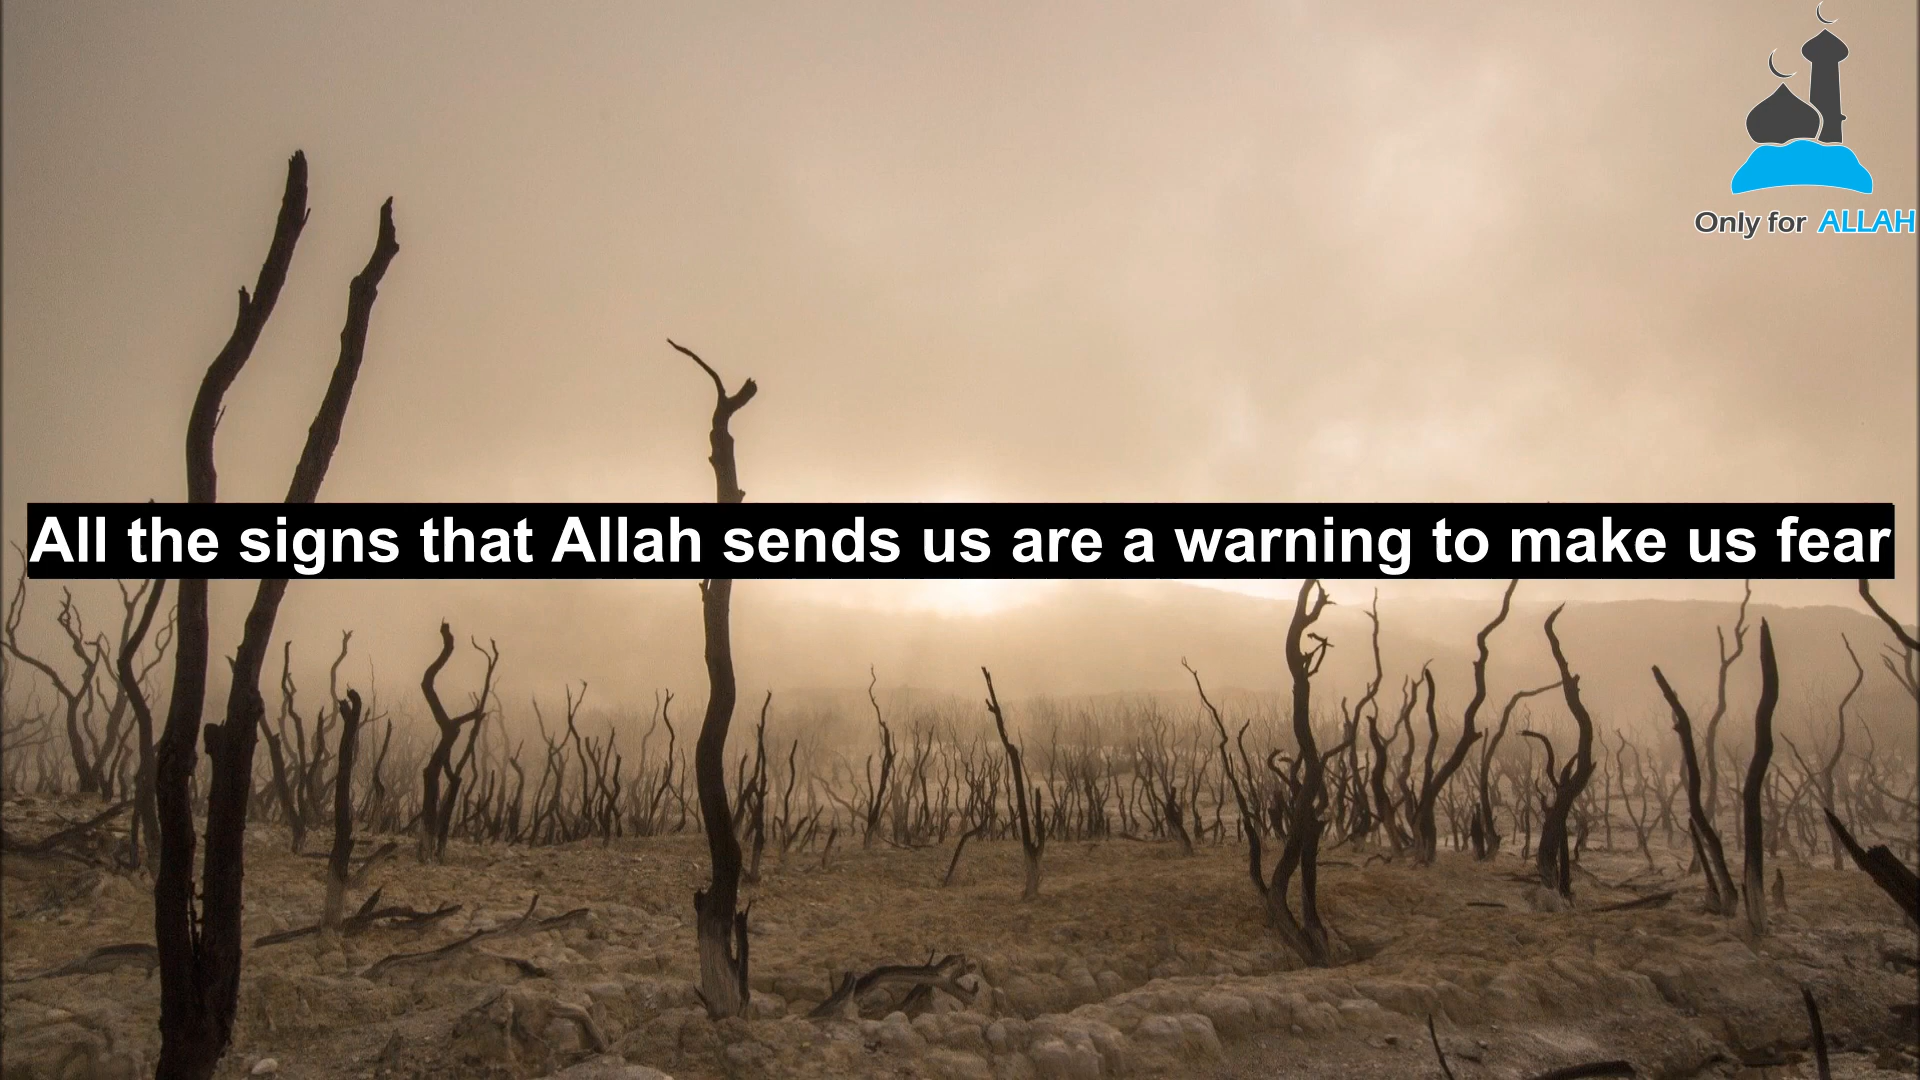 Only for ALLAH
All the signs that Allah sends us are a warning to make us fear